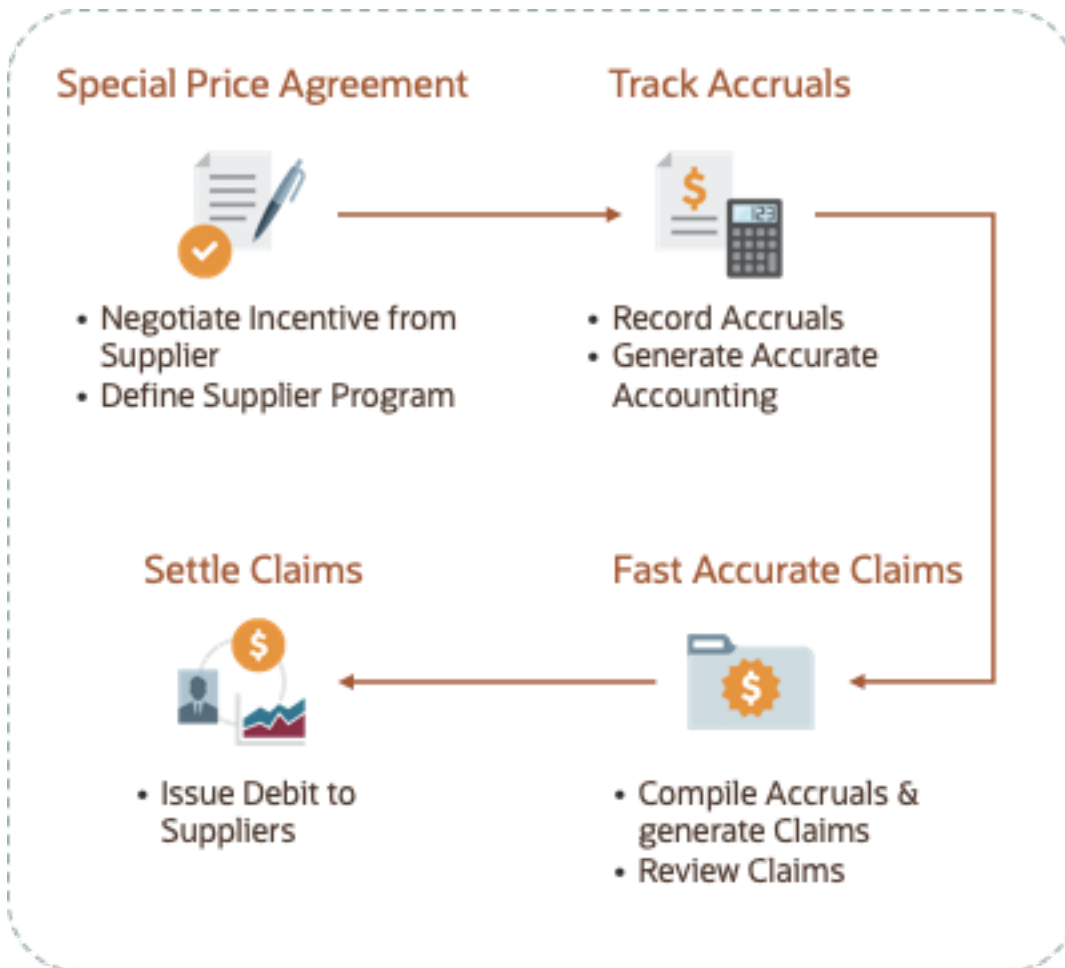 Special Price Agreement
• Negotiate Incentive from
Supplier
• Define Supplier Program
Track Accruals
$
123
• Record Accruals
• Generate Accurate
Accounting
Fast Accurate Claims
$
• Compile Accruals &
generate Claims
• Review Claims
Settle Claims
$
• Issue Debit to
Suppliers